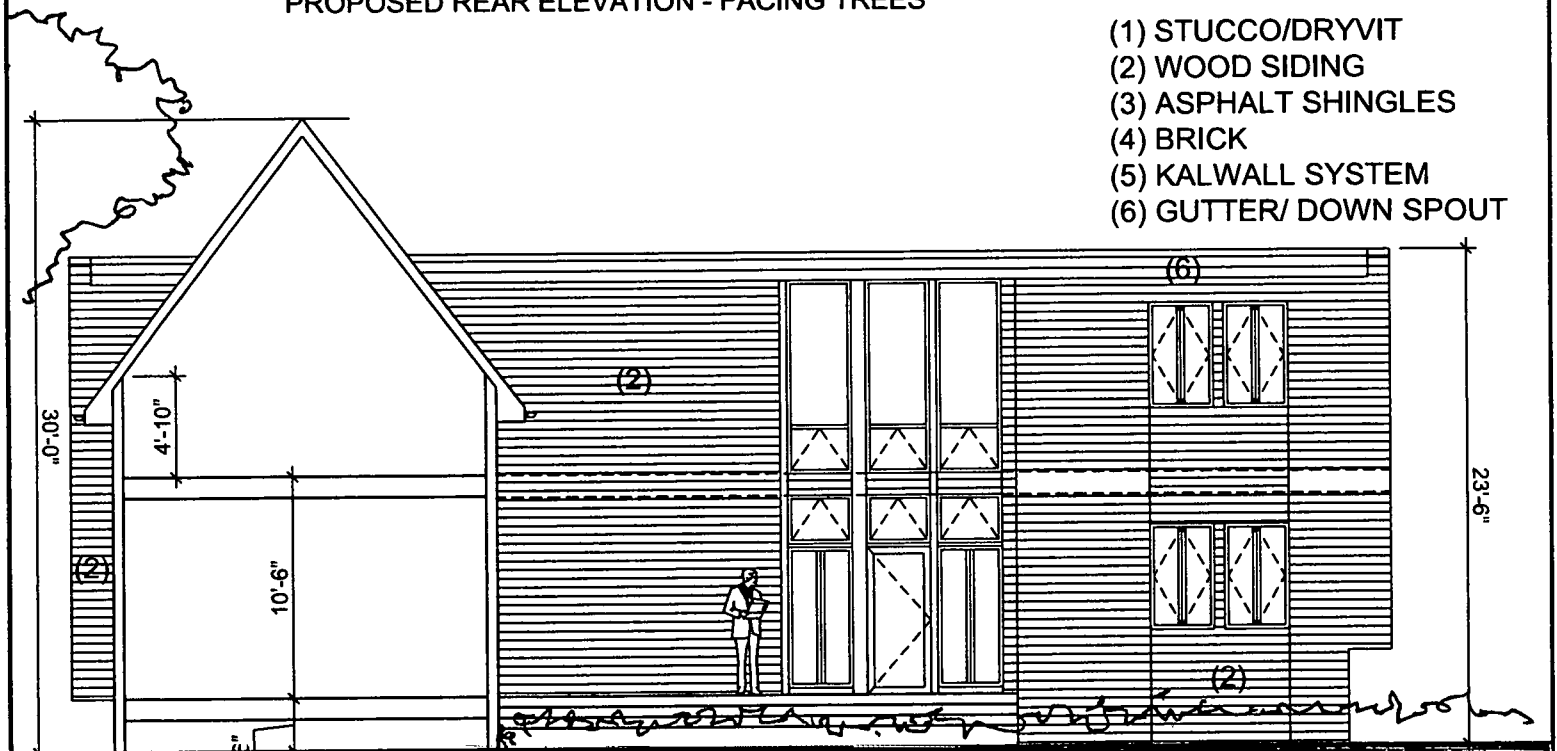 PROPOSED REAR ELEVATION - FACING TREES
(1) STUCCO/DRYVIT
(2) WOOD SIDING
(3) ASPHALT SHINGLES
(4) BRICK
(5) KALWALL SYSTEM
(6) GUTTER/ DOWN SPOUT
(6)
(2)
30'-0"
4'-10"
23'-6"
(2)
10'-6"
(2)